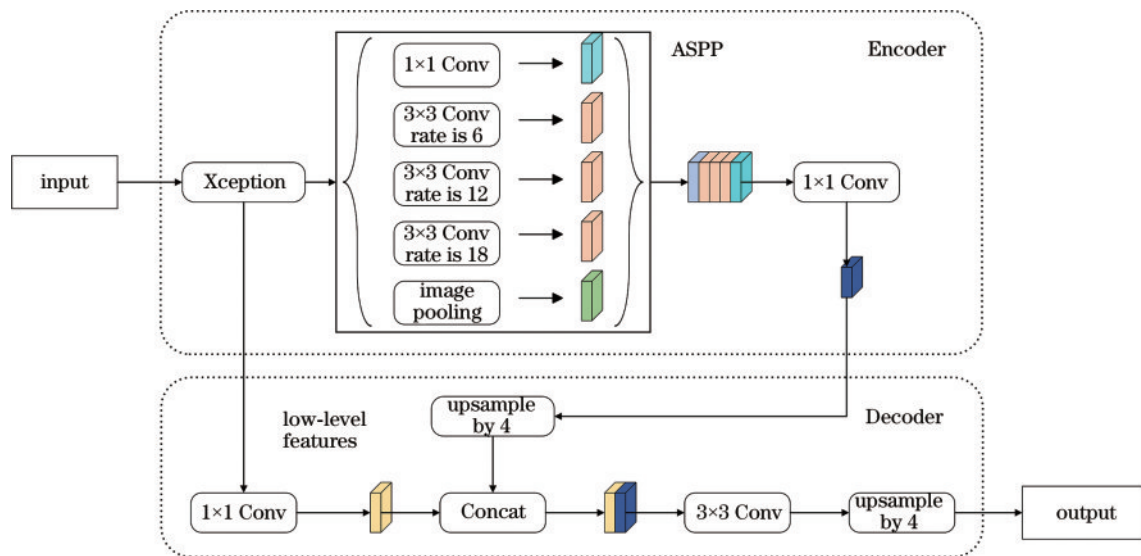 ASPP
Encoder
1×1 Conv
3×3 Conv
rate is 6
input
Xception
3×3 Conv
rate is 12
1×1 Conv
3×3 Conv
rate is 18
image
pooling
low-level
features
upsample
by 4
Decoder
1×1 Conv
Concat
3×3 Conv
upsample
by 4
output